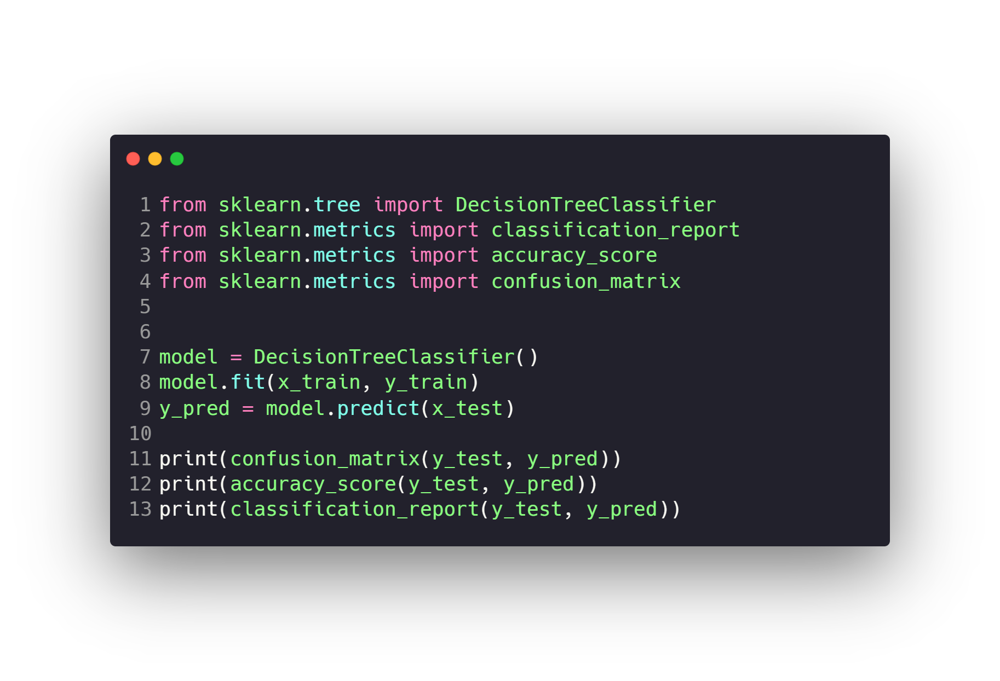 1 from sklearn.tree import DecisionTreeClassifier
2 from sklearn.metrics import classification_report
3 from sklearn.metrics import accuracy_score
4 from sklearn.metrics import confusion_matrix
5
6
7 model = DecisionTreeClassifier()
8 model.fit(x_train, y_train)
9 y_pred = model.predict(x_test)
10
11 print(confusion_matrix(y_test, y_pred))
12 print(accuracy_score(y_test, y_pred))
13 print(classification_report(y_test, y_pred))